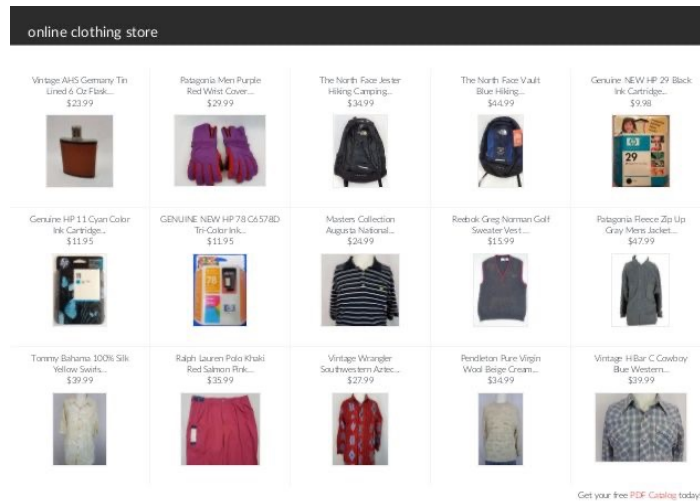 online clothing store
Vintage AHS Germany Tin
Lined 6 Oz Flask...
$23.99
Patagonia Men Purple
Red Wrist Cover...
$29.99
The North Face Jester
Hiking Camping...
$34.99
The North Face Vault
Blue Hiking...
$44.99
Genuine NEW HP 29 Black
Ink Cartridge...
$9.98
29
Genuine HP 11 Cyan Color
Ink Cartridge...
$11.95
GENUINE NEW HP 78 C6578D
Tri-Color Ink...
$11.95
78
Masters Collection
Augusta National...
$24.99
Reebok Greg Norman Golf
Sweater Vest...
$15.99
Patagonia Fleece Zip Up
Gray Mens Jacket...
$47.99
Tommy Bahama 100% Silk
Yellow Swirls...
$39.99
Ralph Lauren Polo Khaki
Red Salmon Pink...
$35.99
Vintage Wrangler
Southwestern Aztec...
$27.99
Pendleton Pure Virgin
Wool Beige Cream...
$34.99
Vintage H Bar C Cowboy
Blue Western...
$39.99
Get your free PDF Catalog today